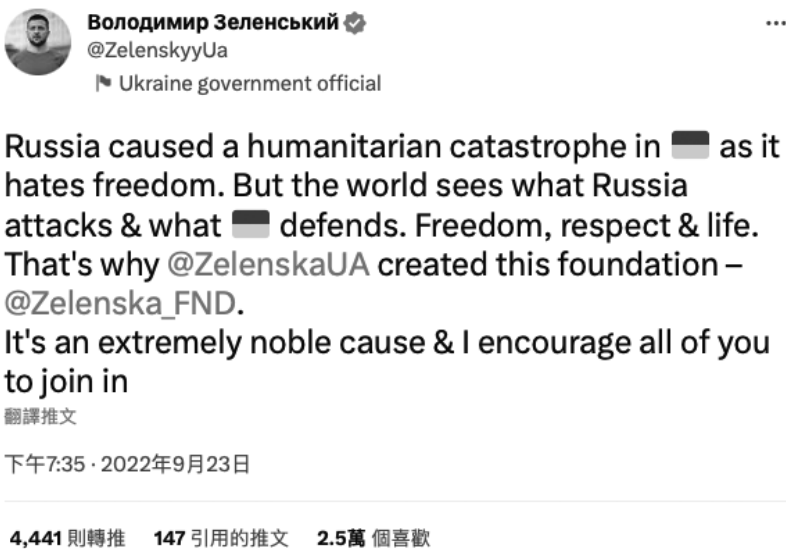 Володимир Зеленський
@ZelenskyyUa
Ukraine government official
Russia caused a humanitarian catastrophe in 🇺🇦 as it
hates freedom. But the world sees what Russia
attacks & what 🇺🇦 defends. Freedom, respect & life.
That's why @ZelenskaUA created this foundation –
@Zelenska_FND.
It's an extremely noble cause & I encourage all of you
to join in
翻譯推文
下午7:35 · 2022年9月23日
4,441 則轉推 147 引用的推文 2.5萬 個喜歡